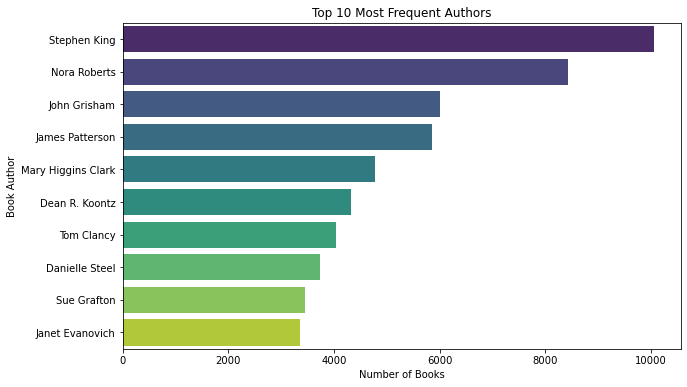 Top 10 Most Frequent Authors
Book Author
Stephen King
Nora Roberts
John Grisham
James Patterson
Mary Higgins Clark
Dean R. Koontz
Tom Clancy
Danielle Steel
Sue Grafton
Janet Evanovich
0 2000 4000 6000 8000 10000
Number of Books